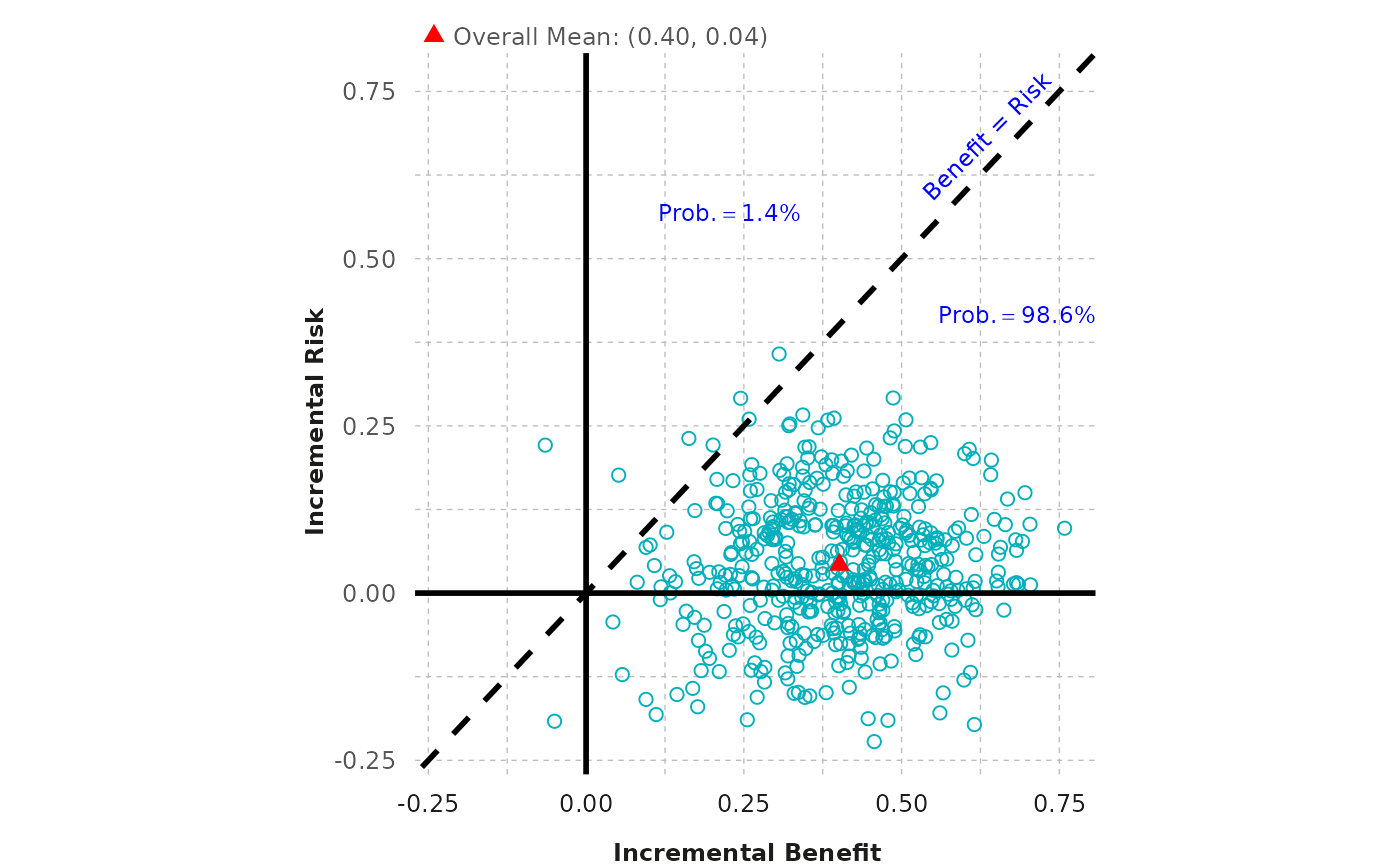 Overall Mean: (0.40, 0.04)
0.75
Benefit = Risk
Prob. = 1.4%
0.50
Prob. = 98.6%
Incremental Risk
0.25
0.00
-0.25
-0.25 0.00 0.25 0.50 0.75
Incremental Benefit